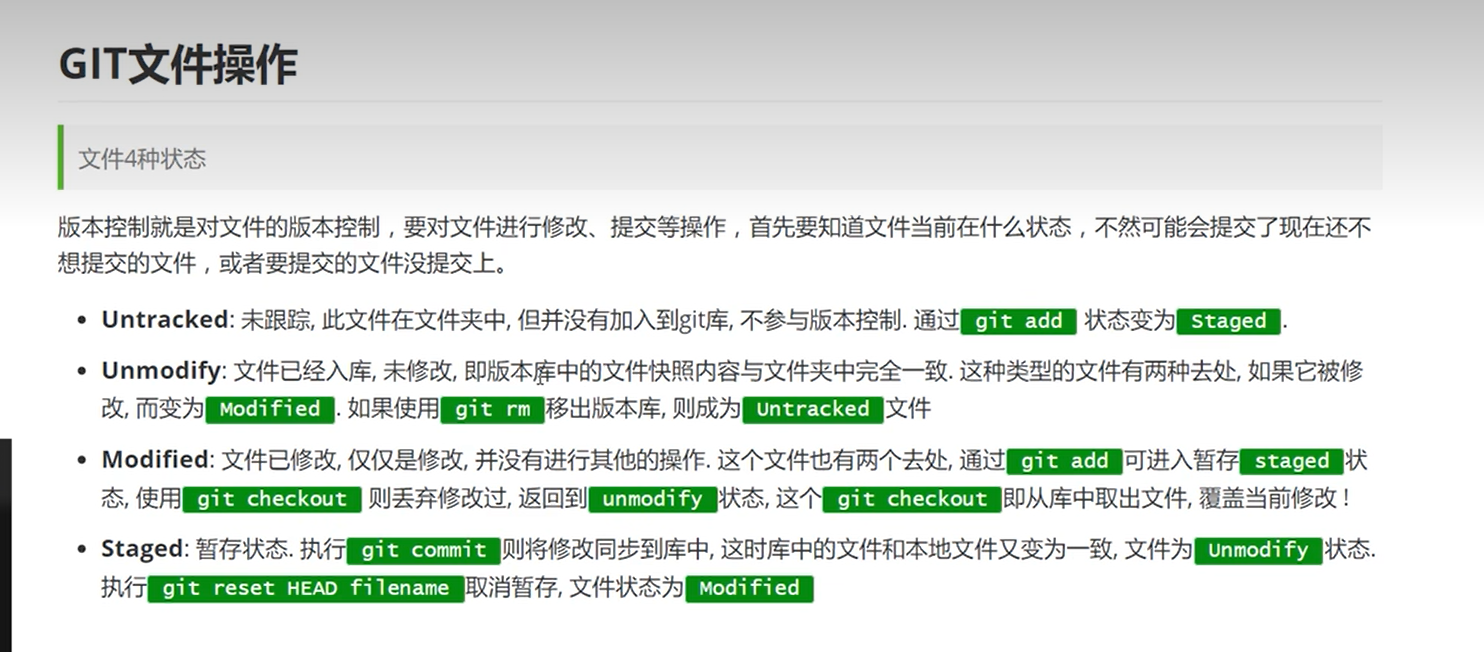 GIT文件操作
文件4种状态
版本控制就是对文件的版本控制，要对文件进行修改、提交等操作，首先要知道文件当前在什么状态，不然可能会提交了现在还不
想提交的文件，或者要提交的文件没提交上。
• Untracked: 未跟踪, 此文件在文件夹中, 但并没有加入到git库, 不参与版本控制. 通过 git add 状态变为 Staged .
• Unmodify: 文件已经入库, 未修改, 即版本库中的文件快照内容与文件夹中完全一致. 这种类型的文件有两种去处, 如果它被修
改, 而变为 Modified . 如果使用 git rm 移出版本库, 则成为 Untracked 文件
• Modified: 文件已修改, 仅仅是修改, 并没有进行其他的操作. 这个文件也有两个去处, 通过 git add 可进入暂存 staged 状
态, 使用 git checkout 则丢弃修改过, 返回到 unmodify 状态, 这个 git checkout 即从库中取出文件, 覆盖当前修改！
• Staged: 暂存状态. 执行 git commit 则将修改同步到库中, 这时库中的文件和本地文件又变为一致, 文件为 Unmodify 状态.
执行 git reset HEAD filename 取消暂存, 文件状态为 Modified